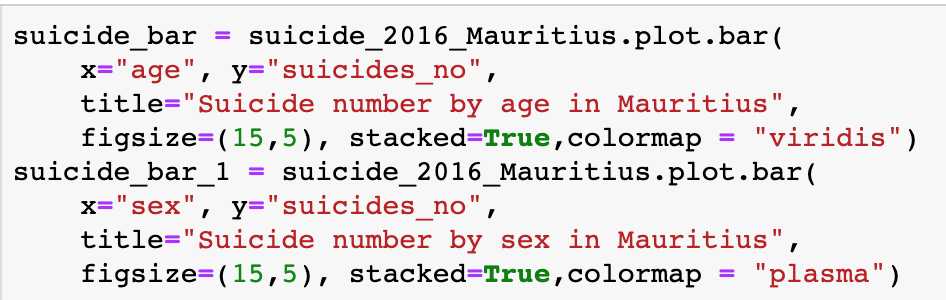 suicide_bar = suicide_2016_Mauritius.plot.bar(
    x="age", y="suicides_no",
    title="Suicide number by age in Mauritius",
    figsize=(15,5), stacked=True,colormap = "viridis")
suicide_bar_1 = suicide_2016_Mauritius.plot.bar(
    x="sex", y="suicides_no",
    title="Suicide number by sex in Mauritius",
    figsize=(15,5), stacked=True,colormap = "plasma")